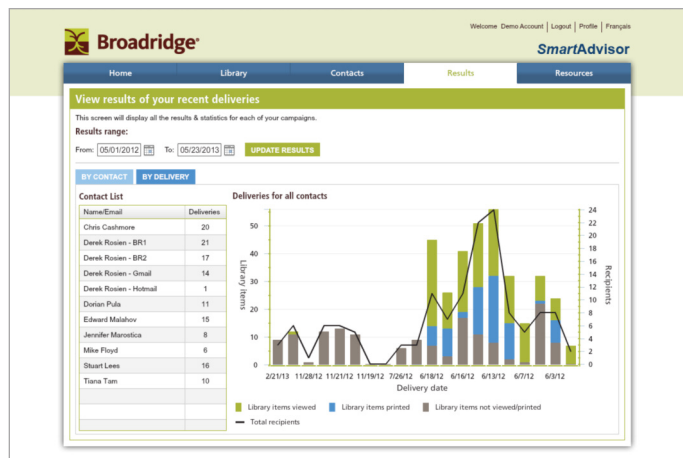 Welcome Demo Account | Logout | Profile | Français
Broadridge®
SmartAdvisor
Home Library Contacts Results Resources
View results of your recent deliveries
This screen will display all the results & statistics for each of your campaigns.
Results range:
From: 05/01/2012 To: 05/23/2013 UPDATE RESULTS
BY CONTACT BY DELIVERY
Contact List
Name/Email Deliveries
Chris Cashmore 20
Derek Rosien - BR1 21
Derek Rosien - BR2 17
Derek Rosien - Gmail 14
Derek Rosien - Hotmail 1
Dorian Pula 11
Edward Malahov 15
Jennifer Marostica 8
Mike Floyd 6
Stuart Lees 16
Tiana Tam 10
Deliveries for all contacts
50
40
30
20
10
0
Library items
24
22
20
18
16
14
12
10
8
6
4
2
0
Recipients
2/21/13 11/28/12 11/21/12 11/19/12 7/26/12 6/18/12 6/16/12 6/13/12 6/7/12 6/3/12
Delivery date
Library items viewed Library items printed Library items not viewed/printed
Total recipients